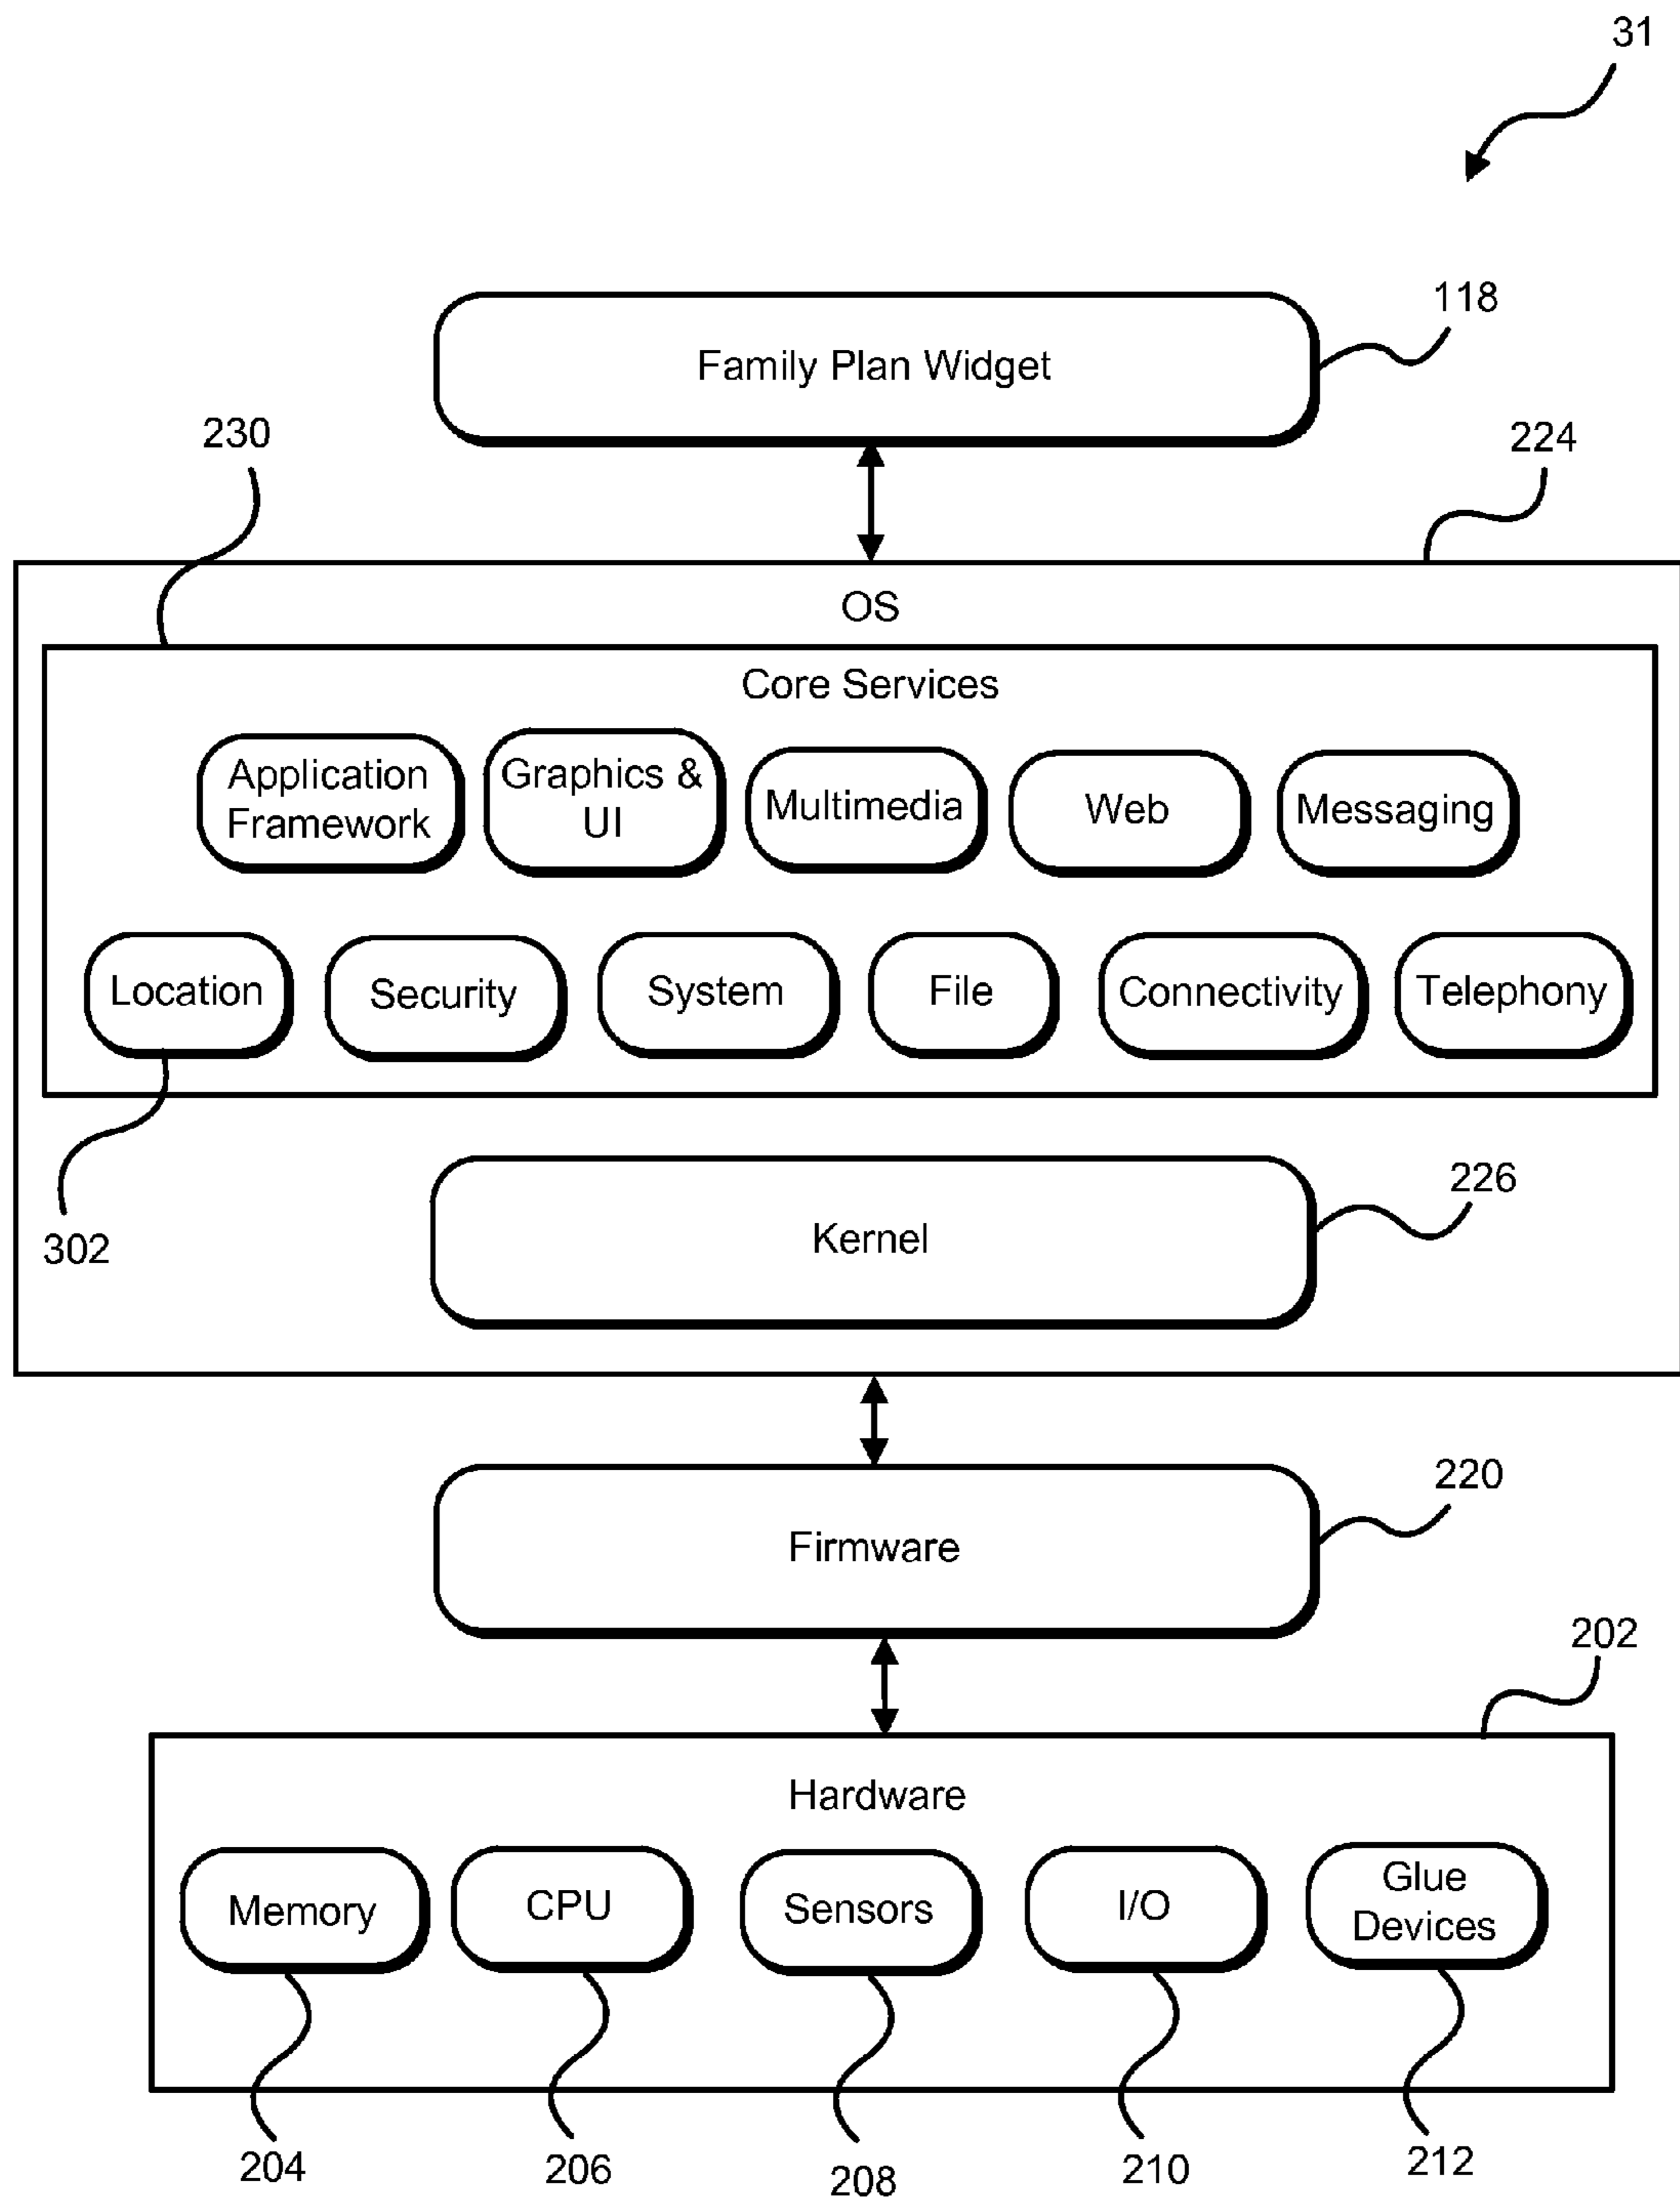 31
118
Family Plan Widget
230
224
OS
Core Services
Application
Framework
Graphics &
UI
Multimedia
Web
Messaging
Location
Security
System
File
Connectivity
Telephony
302
226
Kernel
220
Firmware
202
Hardware
Memory
CPU
Sensors
I/O
Glue
Devices
204
206
208
210
212